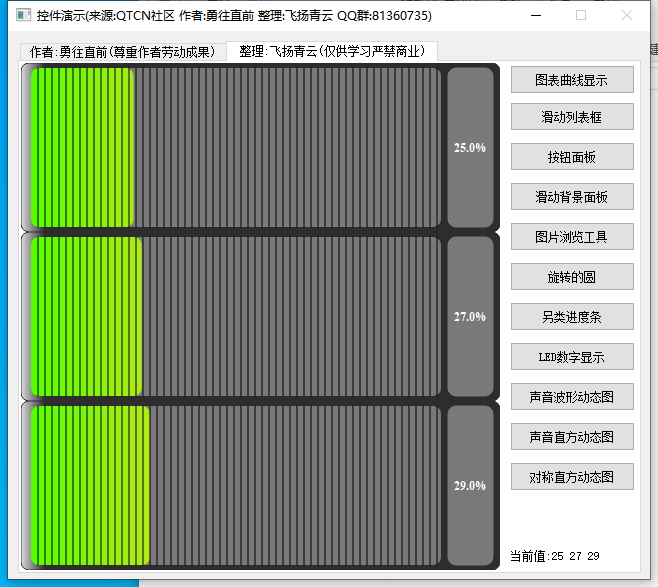 控件演示(来源:QTCN社区 作者:勇往直前 整理:飞扬青云 QQ群:81360735)
作者:勇往直前(尊重作者劳动成果)
整理:飞扬青云(仅供学习严禁商业)
25.0%
27.0%
29.0%
图表曲线显示
滑动列表框
按钮面板
滑动背景面板
图片浏览工具
旋转的圆
另类进度条
LED数字显示
声音波形动态图
声音直方动态图
对称直方动态图
当前值:25 27 29